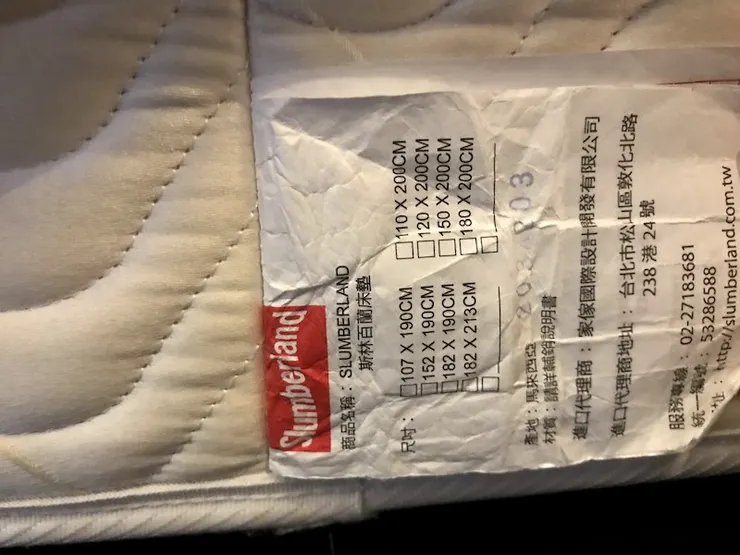 Slumberland
商品名稱：SLUMBERLAND
斯林百蘭床墊
尺寸：
□107 X 190CM □110 X 200CM
□152 X 190CM □120 X 200CM
□182 X 190CM □150 X 200CM
□182 X 213CM □180 X 200CM
□ □
產地：馬來西亞
材質：請詳輔銷說明書
進口代理商：家傢國際設計開發有限公司
進口代理商地址：台北市松山區敦化北路
238 港 24 號
服務專線：02-27183681
統一編號：53286588
址：http://slumberland.com.tw